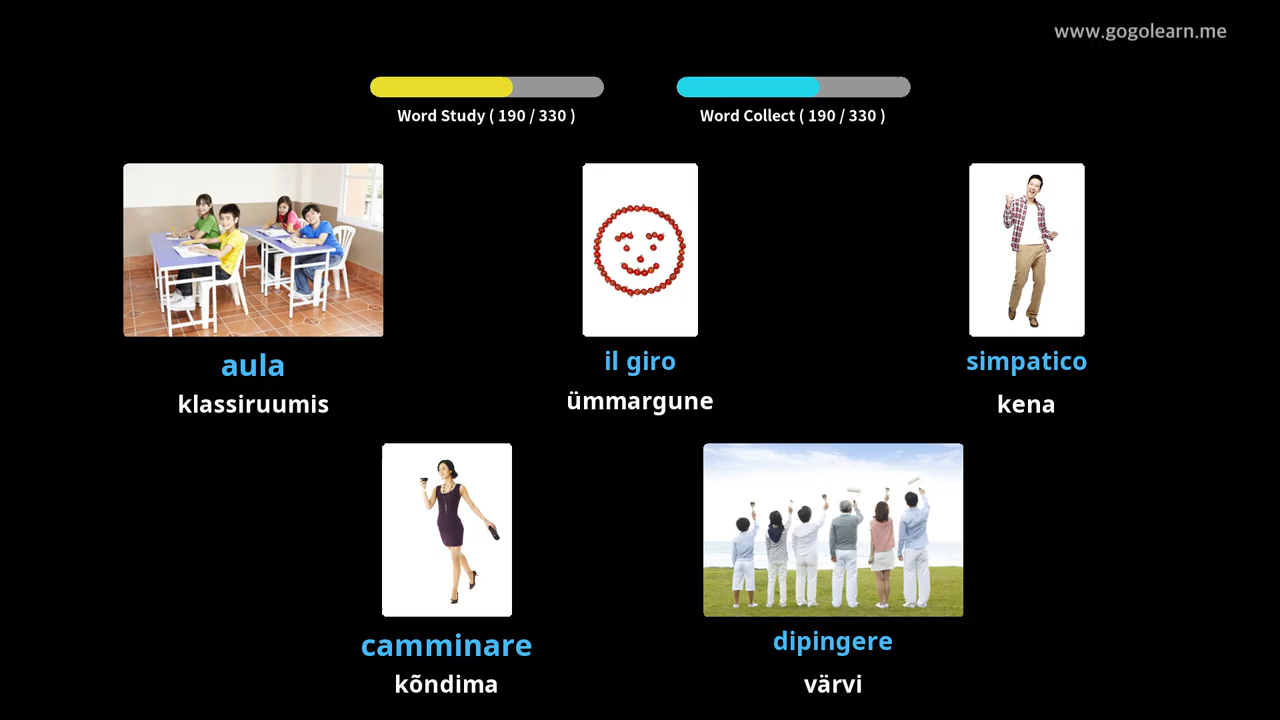 www.gogolearn.me
Word Study ( 190 / 330 )
Word Collect ( 190 / 330 )
aula
il giro
simpatico
klassiruumis
ümmargune
kena
camminare
dipingere
kõndima
värvi